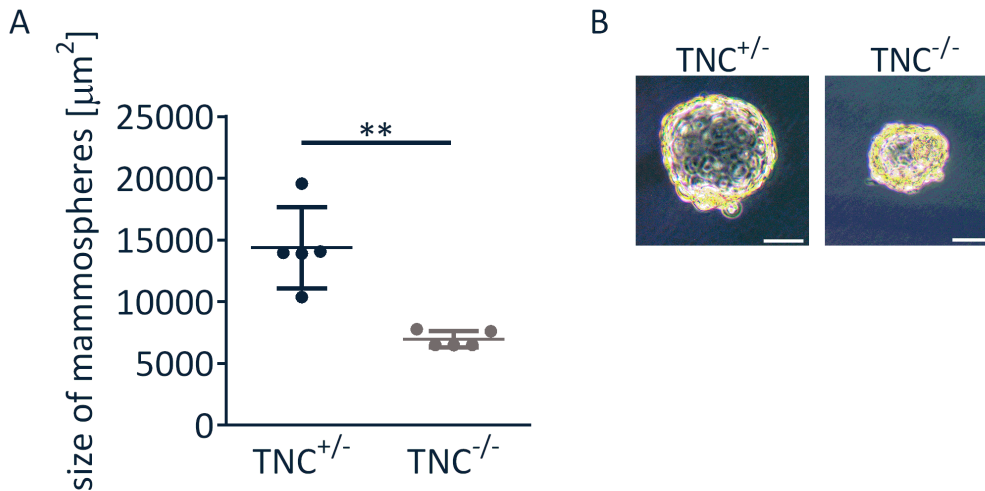 A
size of mammospheres [μm²]
25000
20000
15000
10000
5000
0
**
TNC+/-
TNC-/-
B
TNC+/-
TNC-/-